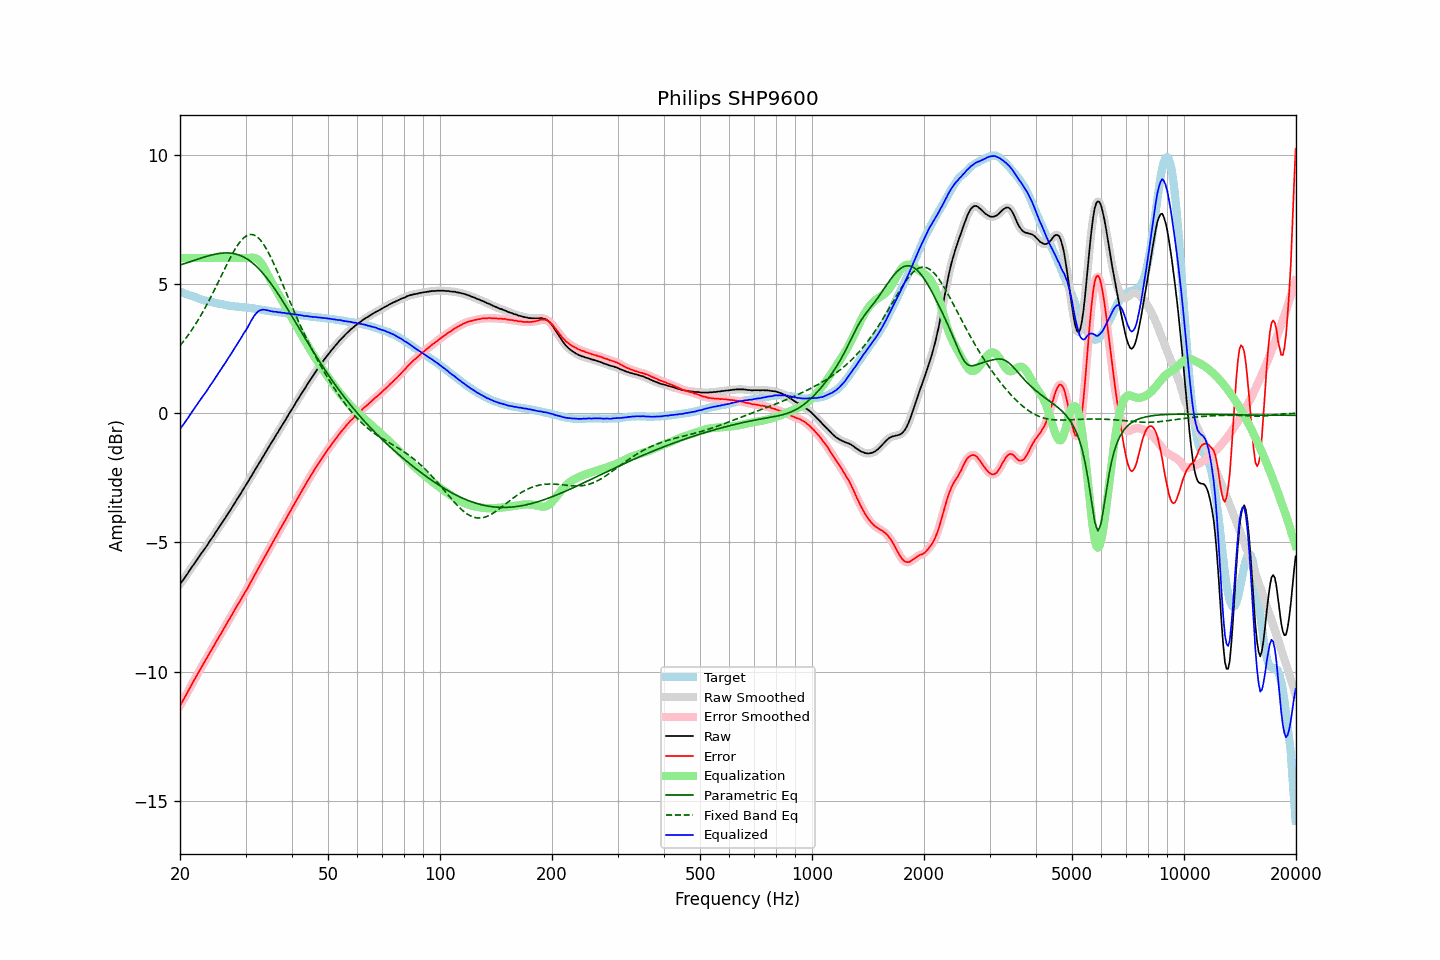 Philips SHP9600
Amplitude (dBr)
10
5
0
−5
−10
−15
Target
Raw Smoothed
Error Smoothed
Raw
Error
Equalization
Parametric Eq
Fixed Band Eq
Equalized
20 50 100 200 500 1000 2000 5000 10000 20000
Frequency (Hz)